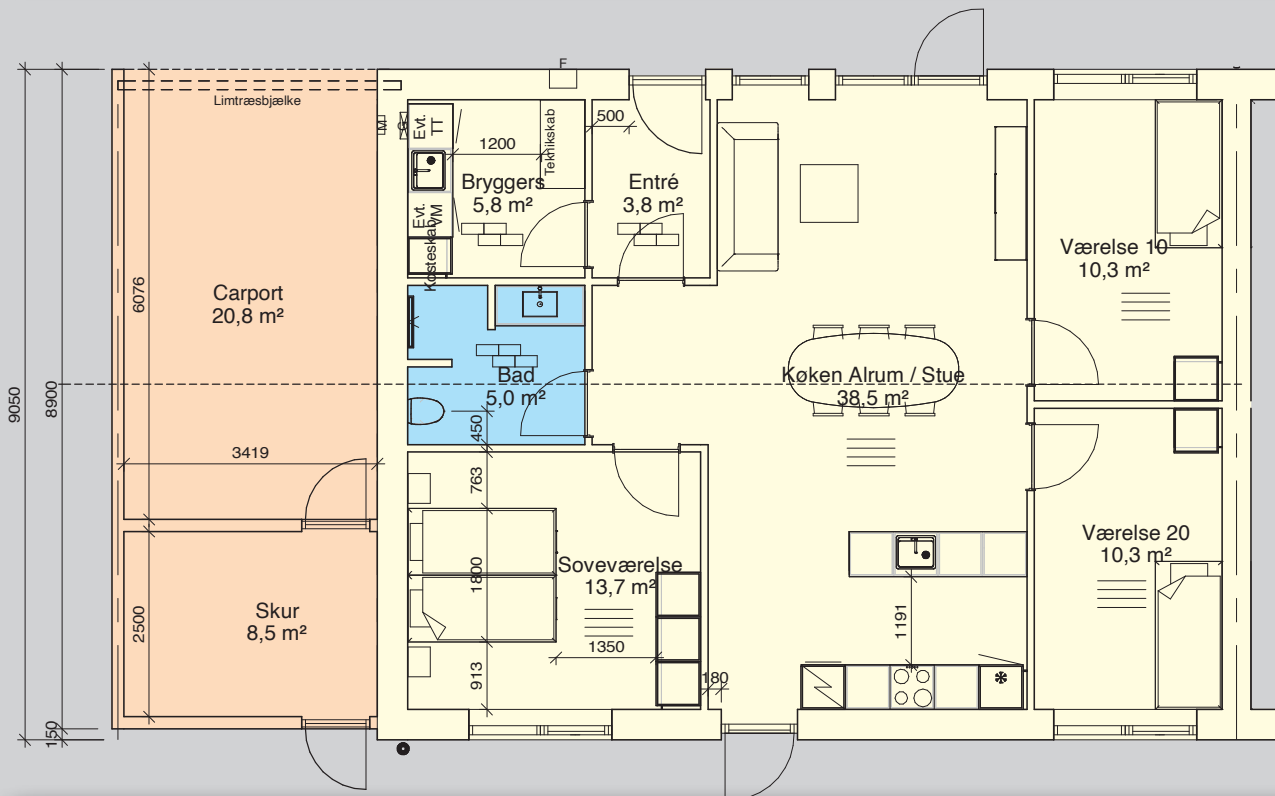 F
Limtræsbjælke
M
Evt.
TT
1200
Teknikskab
500
Bryggers
5,8 m²
Entré
3,8 m²
Evt.
VM
Kosteskab
Værelse 10
10,3 m²
6076
Carport
20,8 m²
9050
8900
Bad
5,0 m²
Køken Alrum / Stue
38,5 m²
450
3419
763
Værelse 20
10,3 m²
Soveværelse
13,7 m²
1800
Skur
8,5 m²
2500
1191
1350
913
180
150